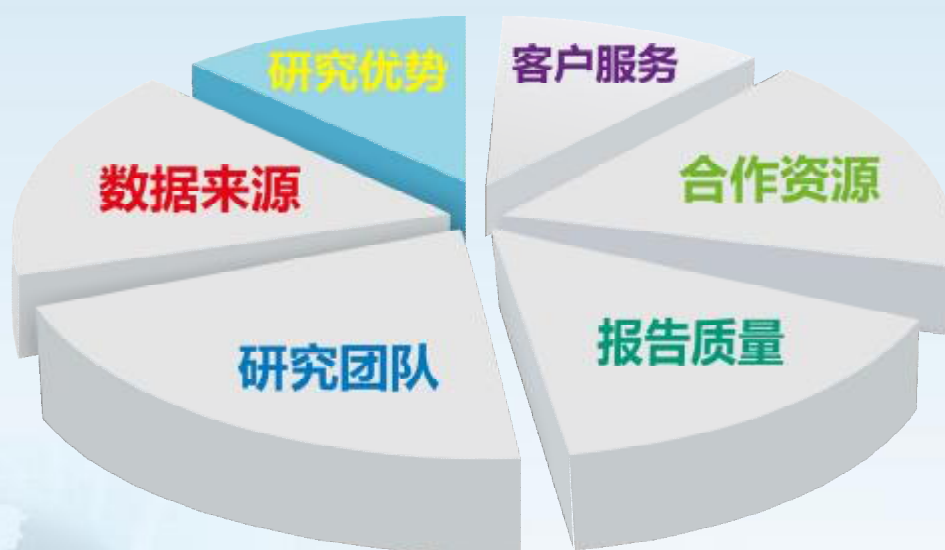 研究优势
客户服务
数据来源
合作资源
研究团队
报告质量